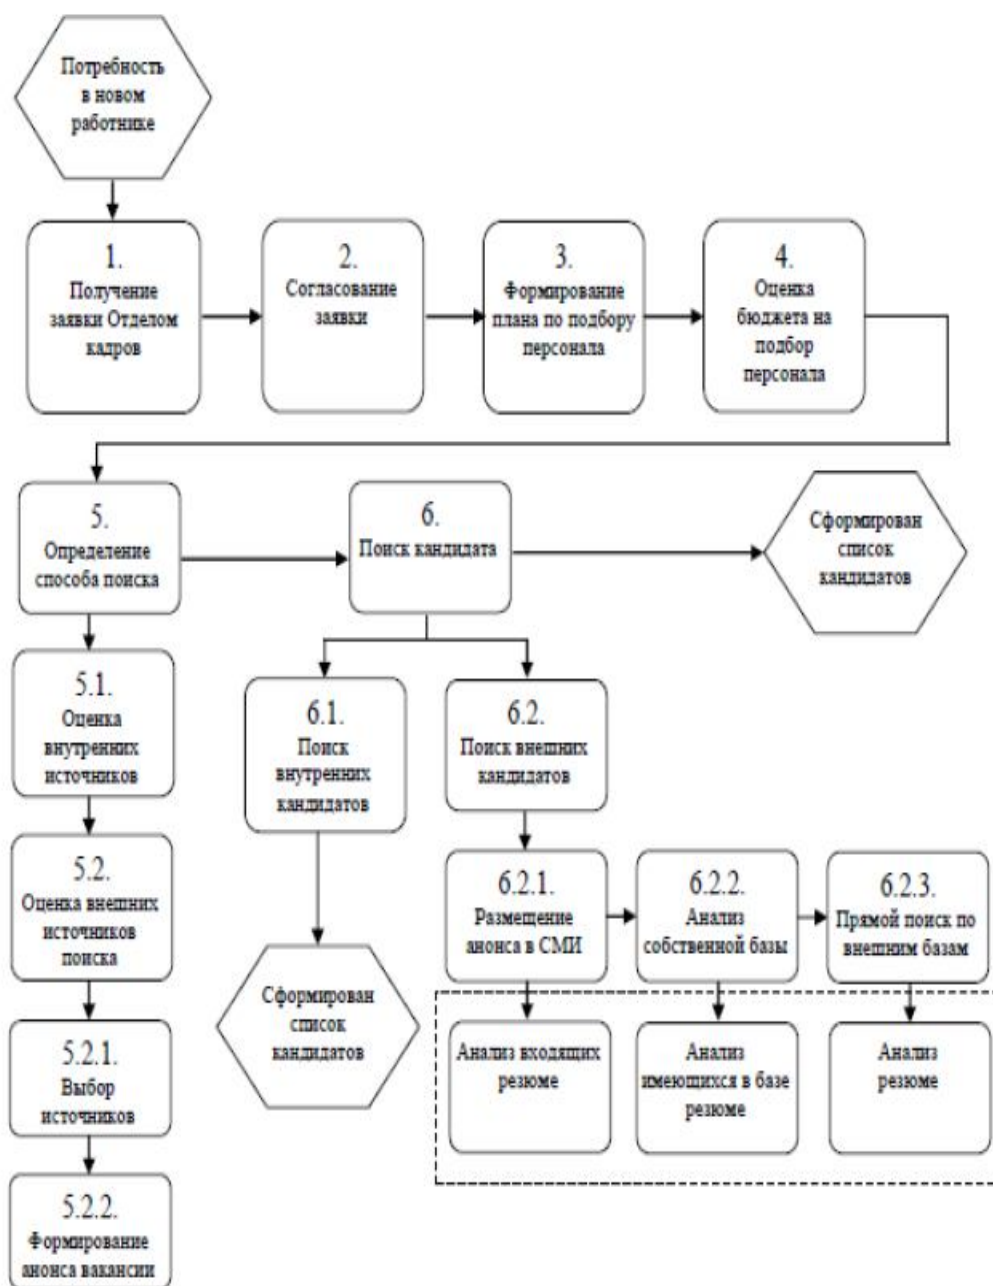 Потребность
в новом
работнике
1.
Получение
заявки Отделом
кадров
2.
Согласование
заявки
3.
Формирование
плана по подбору
персонала
4.
Оценка
бюджета на
подбор
персонала
5.
Определение
способа поиска
6.
Поиск кандидата
Сформирован
список
кандидатов
5.1.
Оценка
внутренних
источников
6.1.
Поиск
внутренних
кандидатов
6.2.
Поиск внешних
кандидатов
5.2.
Оценка внешних
источников
поиска
6.2.1.
Размещение
анонса в СМИ
6.2.2.
Анализ
собственной базы
6.2.3.
Прямой поиск по
внешним базам
Сформирован
список
кандидатов
Анализ входящих
резюме
Анализ
имеющихся в базе
резюме
Анализ
резюме
5.2.1.
Выбор
источников
5.2.2.
Формирование
анонса вакансии